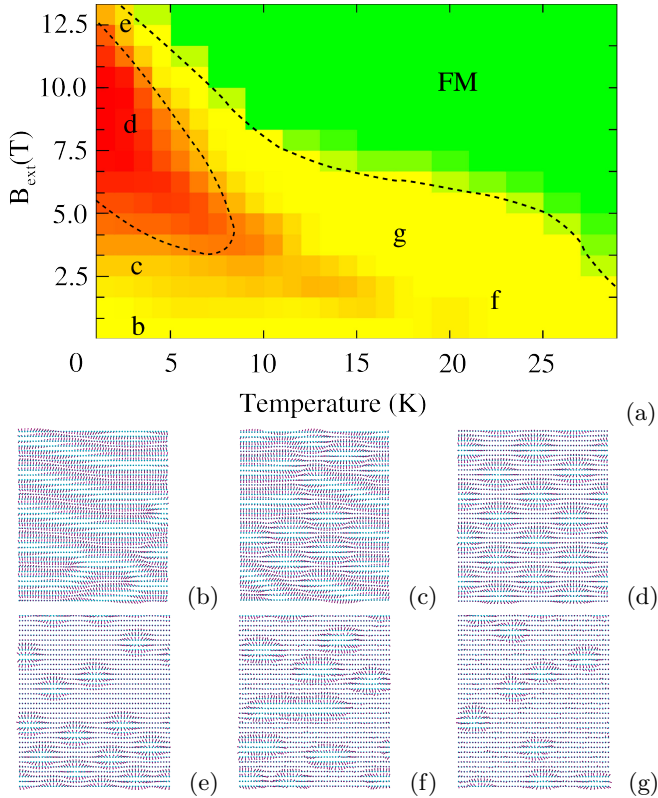 12.5
10.0
7.5
5.0
2.5
B_ext(T)
e
d
c
b
FM
g
f
0 5 10 15 20 25
Temperature (K)
(a)
(b) (c) (d)
(e) (f) (g)